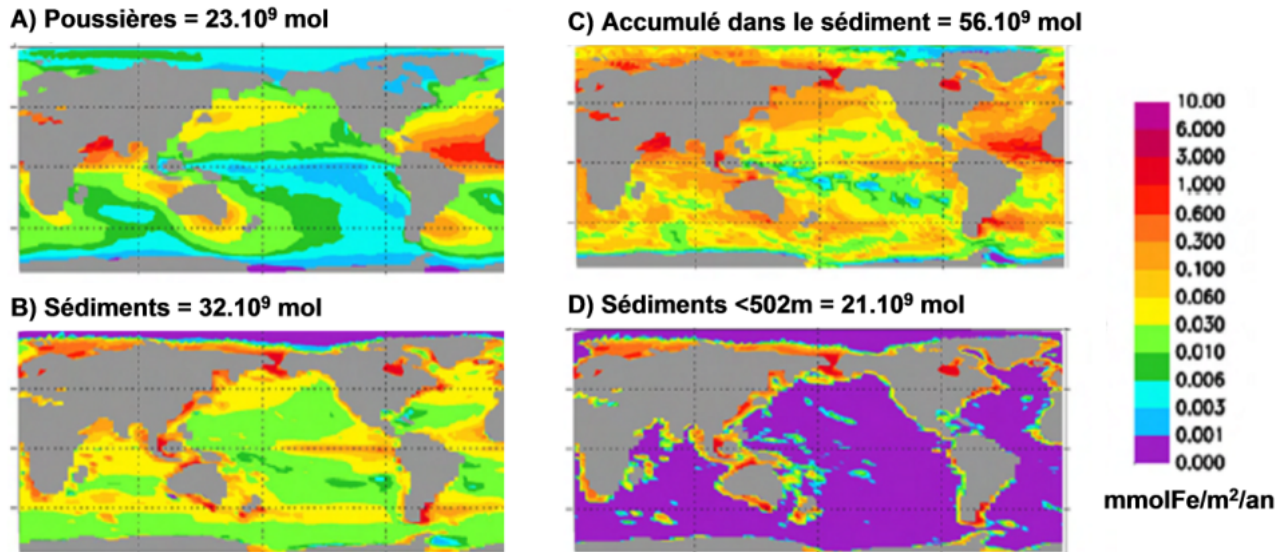 A) Poussières = 23.10⁹ mol
C) Accumulé dans le sédiment = 56.10⁹ mol
B) Sédiments = 32.10⁹ mol
D) Sédiments <502m = 21.10⁹ mol
10.00
6.000
3.000
1.000
0.600
0.300
0.100
0.060
0.030
0.010
0.006
0.003
0.001
0.000
mmolFe/m²/an